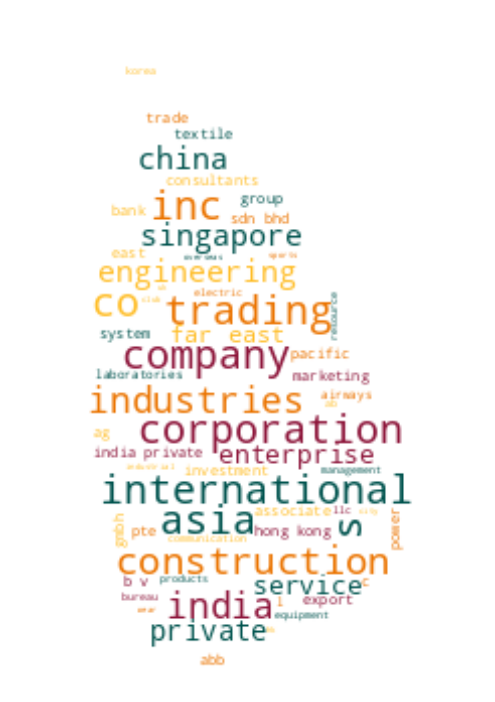 korea
trade
textile
china
consultants
inc group
bank sdn bhd
singapore
east overseas sports
engineering
co club electric
trading resource
system far east
company pacific
laboratories marketing
industries airways
corporation
ag
india private enterprise
industrial investment management
international
associate llc
gmbh pte asia hong kong s power
communication
construction
b v products service c
bureau india l export
equipment
private
abb